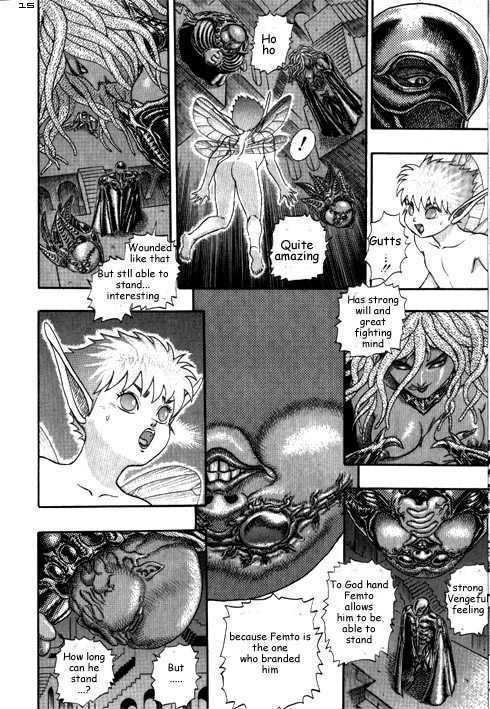 15
Ho
ho
!
Quite
amazing
Gutts
...
Wounded
like that
But stll able to
stand...
interesting
Has strong
will and
great
fighting
mind
strong
Vengeful
feeling
To God hand
Femto
allows
him to be
able to
stand
because Femto is
the one
who branded
him
But
.....
How long
can he
stand
...?